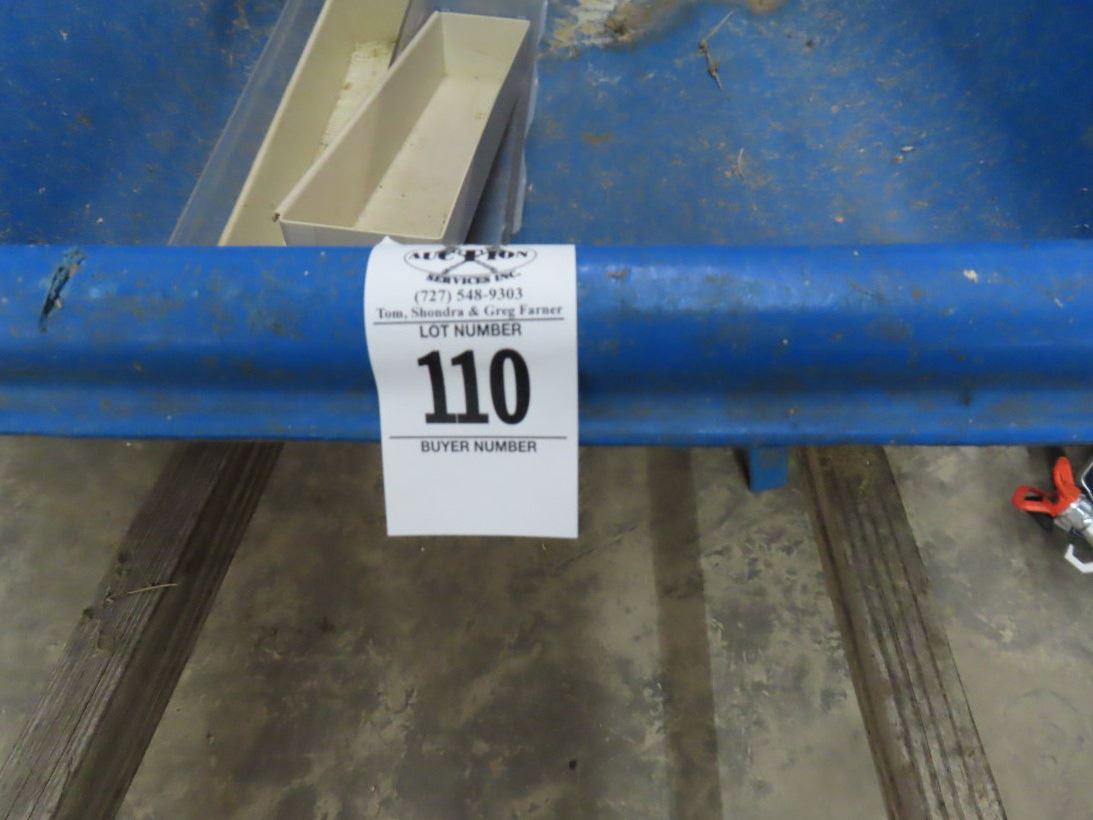 AUCTION
SERVICES INC.
(727) 548-9303
Tom, Shondra & Greg Farner
LOT NUMBER
110
BUYER NUMBER